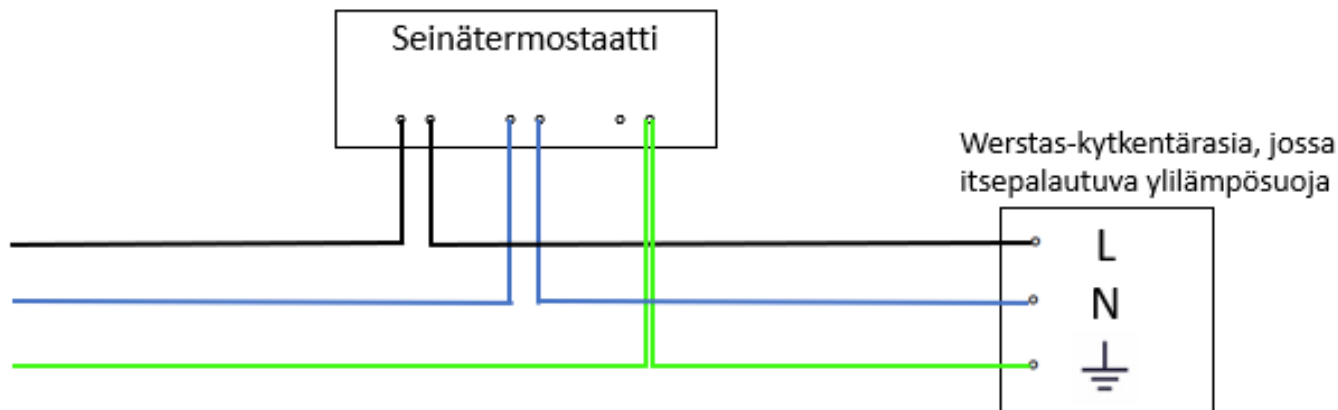 Seinätermostaatti
Werstas-kytkentärasia, jossa
itsepalautuva ylilämpösuoja
L
N